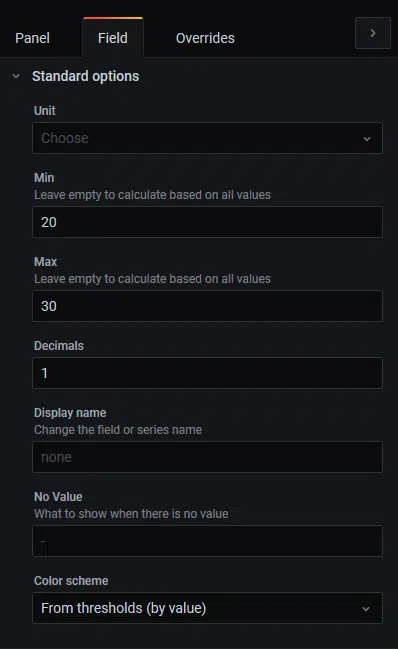 Panel Field Overrides
Standard options
Unit
Choose
Min
Leave empty to calculate based on all values
20
Max
Leave empty to calculate based on all values
30
Decimals
1
Display name
Change the field or series name
none
No Value
What to show when there is no value
-
Color scheme
From thresholds (by value)